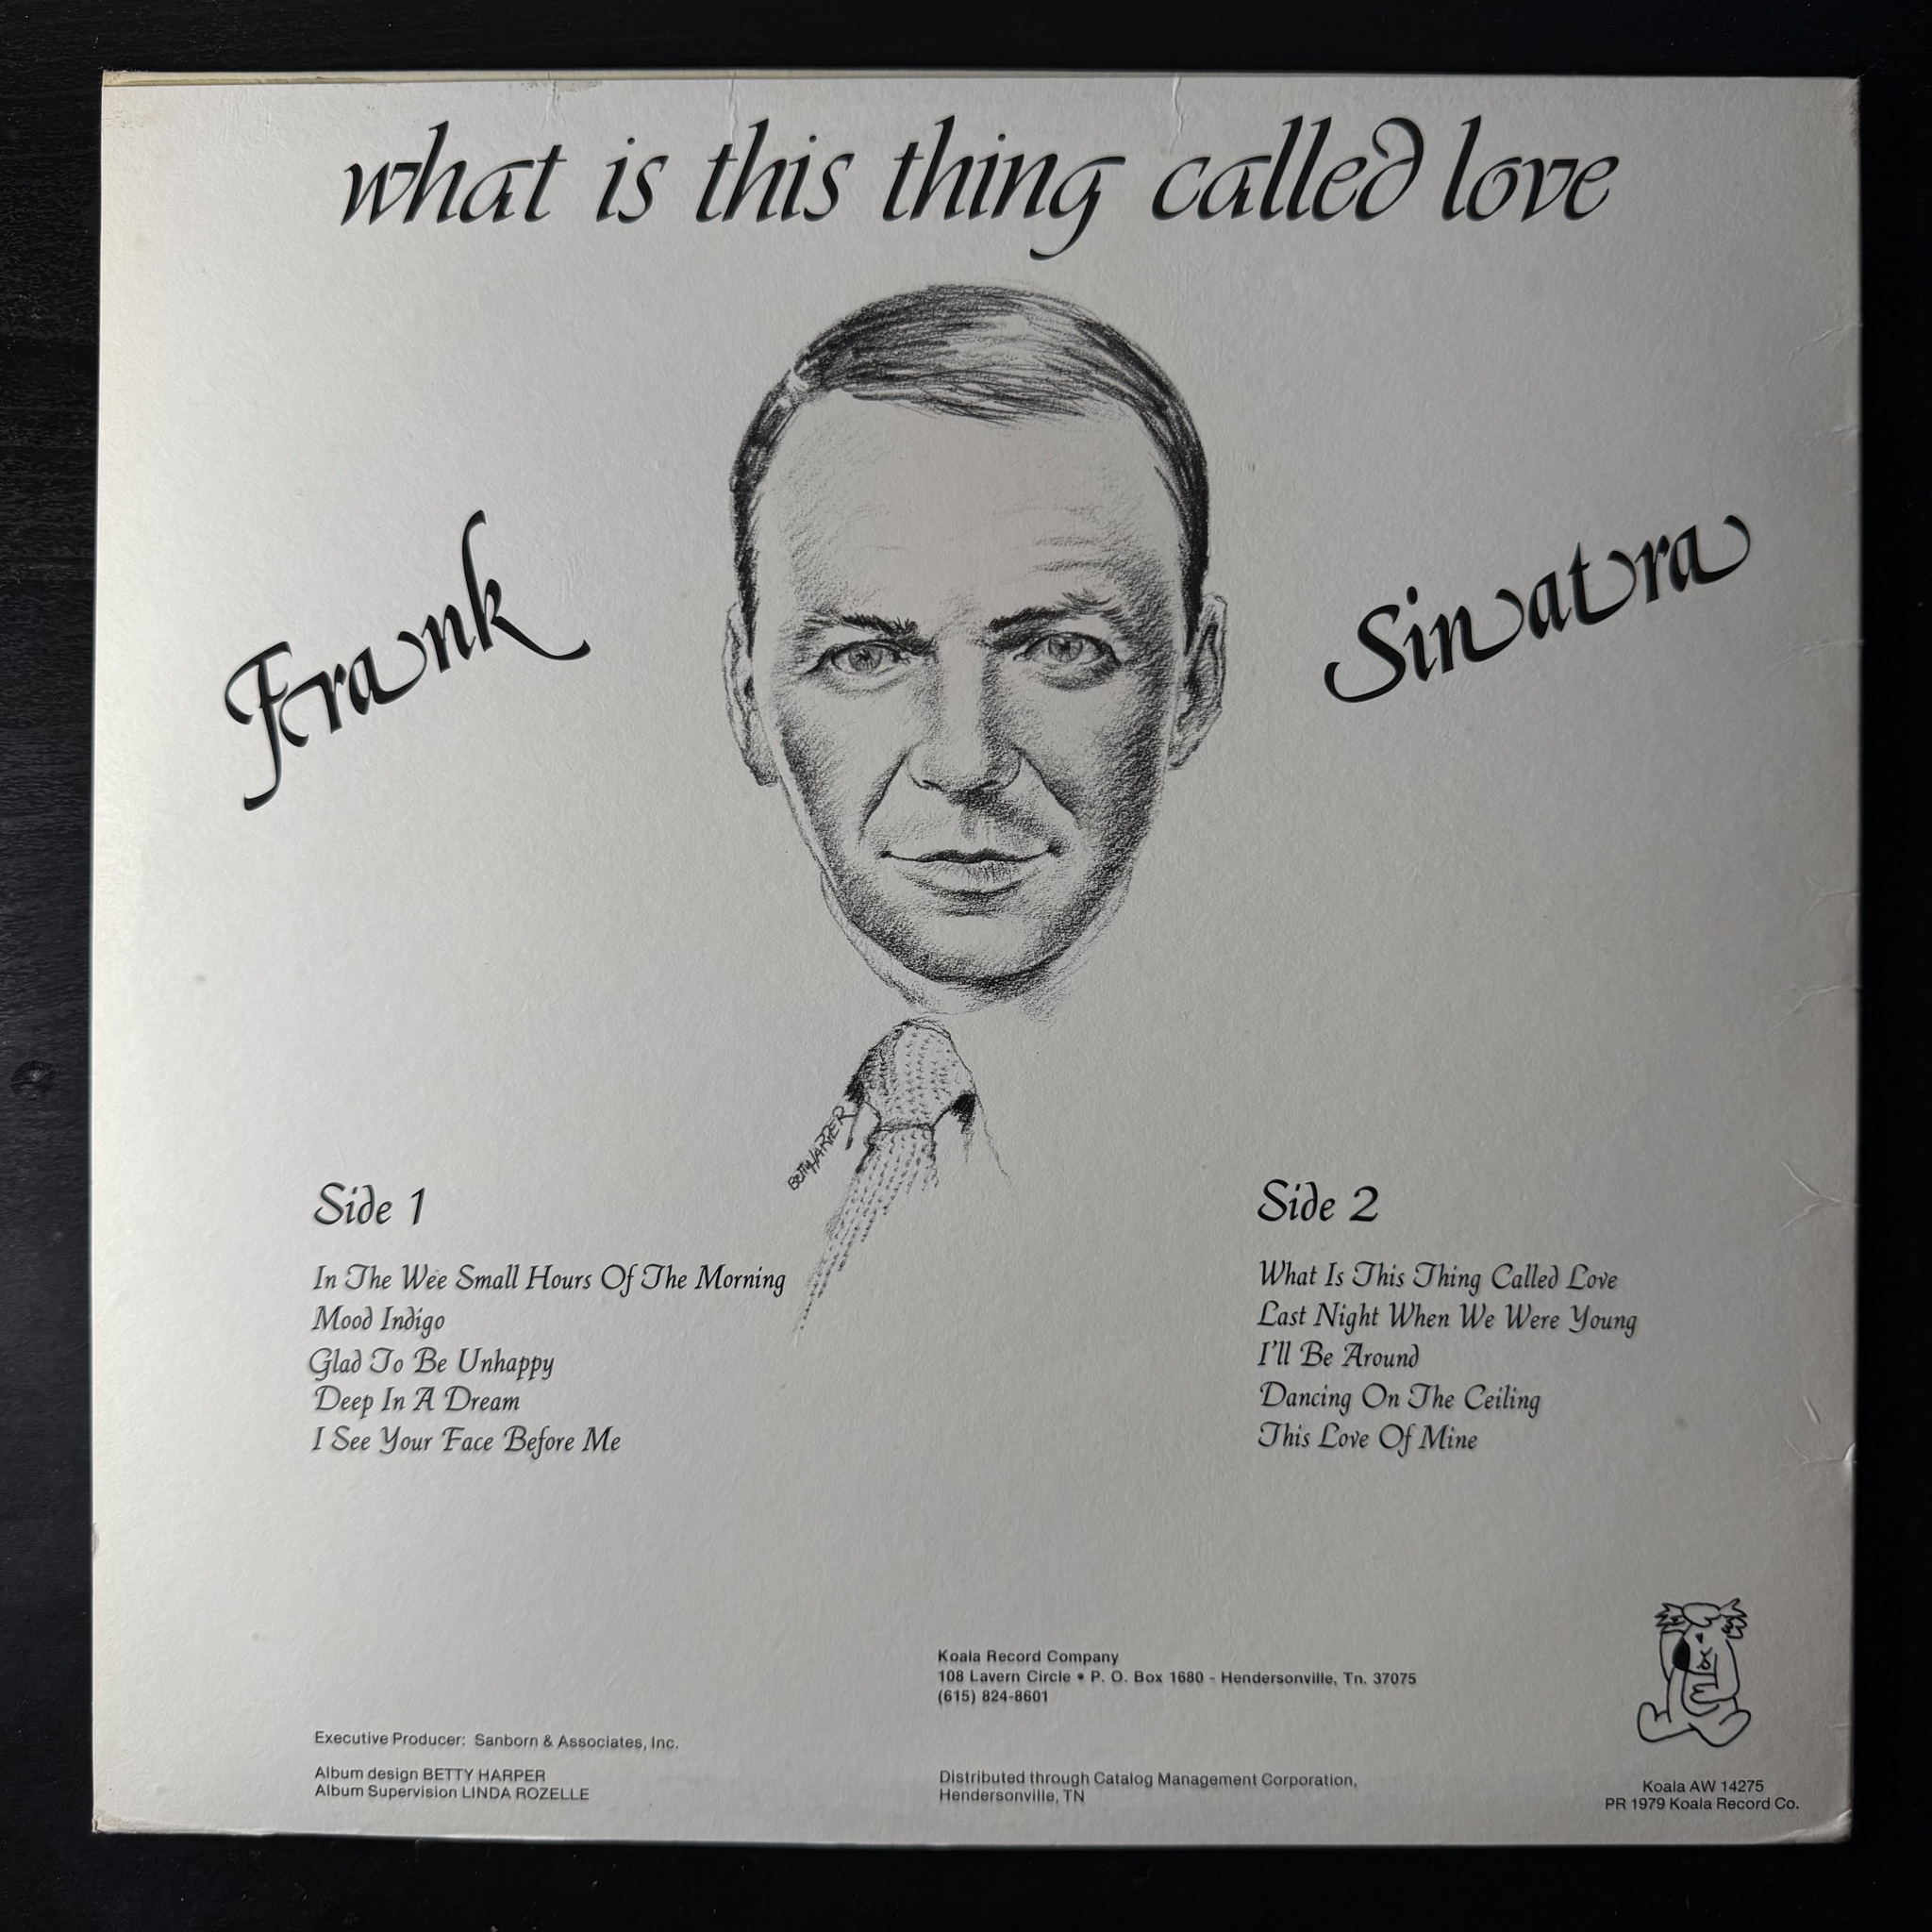 what is this thing called love
Frank
Sinatra
BETTY HARPER
Side 1
In The Wee Small Hours Of The Morning
Mood Indigo
Glad To Be Unhappy
Deep In A Dream
I See Your Face Before Me
Side 2
What Is This Thing Called Love
Last Night When We Were Young
I'll Be Around
Dancing On The Ceiling
This Love Of Mine
Koala Record Company
108 Lavern Circle • P. O. Box 1680 - Hendersonville, Tn. 37075
(615) 824-8601
Executive Producer: Sanborn & Associates, Inc.
Album design BETTY HARPER
Album Supervision LINDA ROZELLE
Distributed through Catalog Management Corporation,
Hendersonville, TN
Koala AW 14275
PR 1979 Koala Record Co.